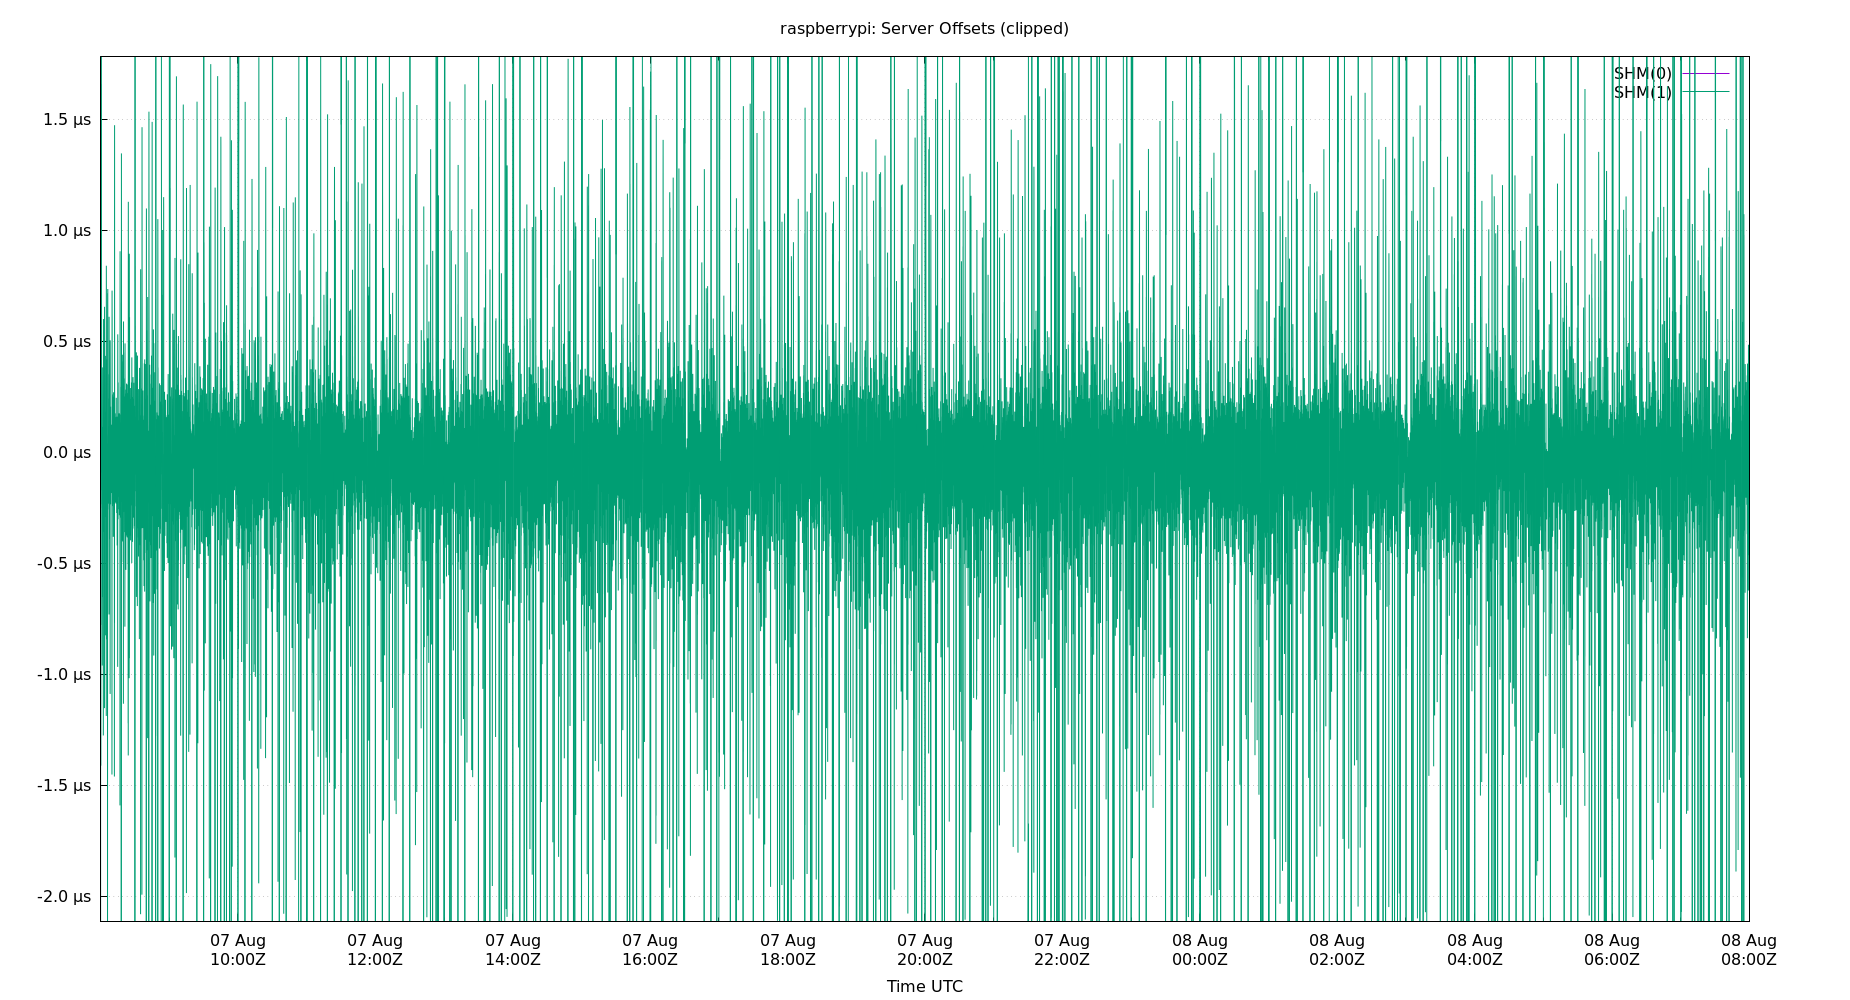 raspberrypi: Server Offsets (clipped)
SHM(0)
SHM(1)
1.5 µs
1.0 µs
0.5 µs
0.0 µs
-0.5 µs
-1.0 µs
-1.5 µs
-2.0 µs
07 Aug 07 Aug 07 Aug 07 Aug 07 Aug 07 Aug 07 Aug 08 Aug 08 Aug 08 Aug 08 Aug 08 Aug
10:00Z 12:00Z 14:00Z 16:00Z 18:00Z 20:00Z 22:00Z 00:00Z 02:00Z 04:00Z 06:00Z 08:00Z
Time UTC